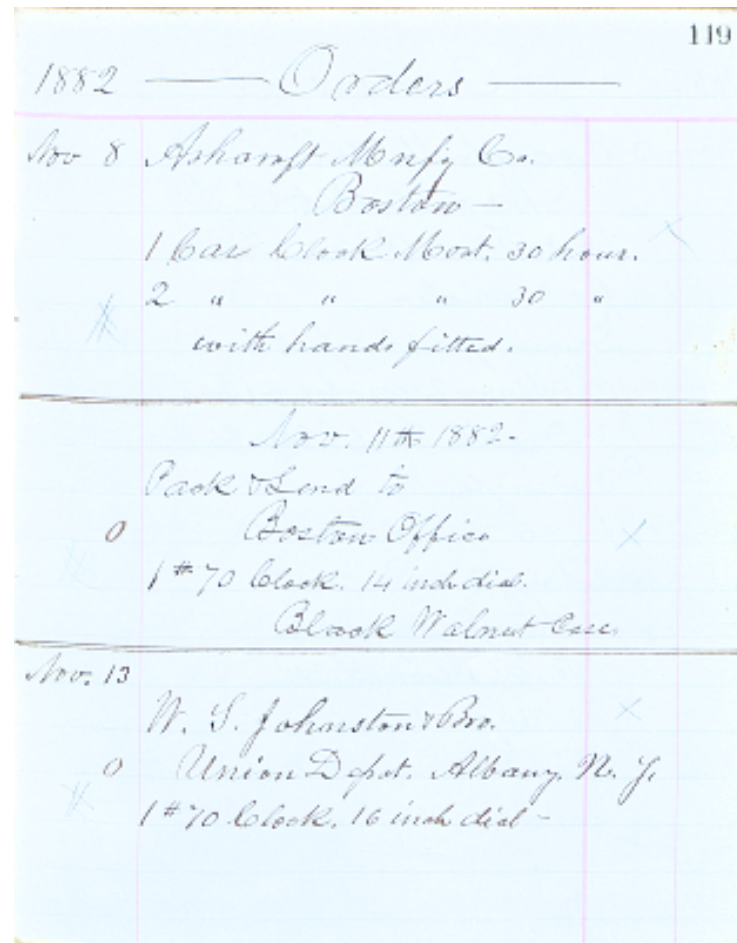 119
1882 — Orders —
Nov 8 Ashcroft Mnfg Co.
Boston —
1 Car Clock Movt. 30 hour.
2 " " " 30 "
with hands fitted.
Nov. 11th 1882.
Pack & Send to
0 Boston Office
1 #70 Clock. 14 inch dial.
Black Walnut Case.
Nov. 13
W. S. Johnston & Bro.
0 Union Depot. Albany. N. Y.
1 #70 Clock. 16 inch dial —